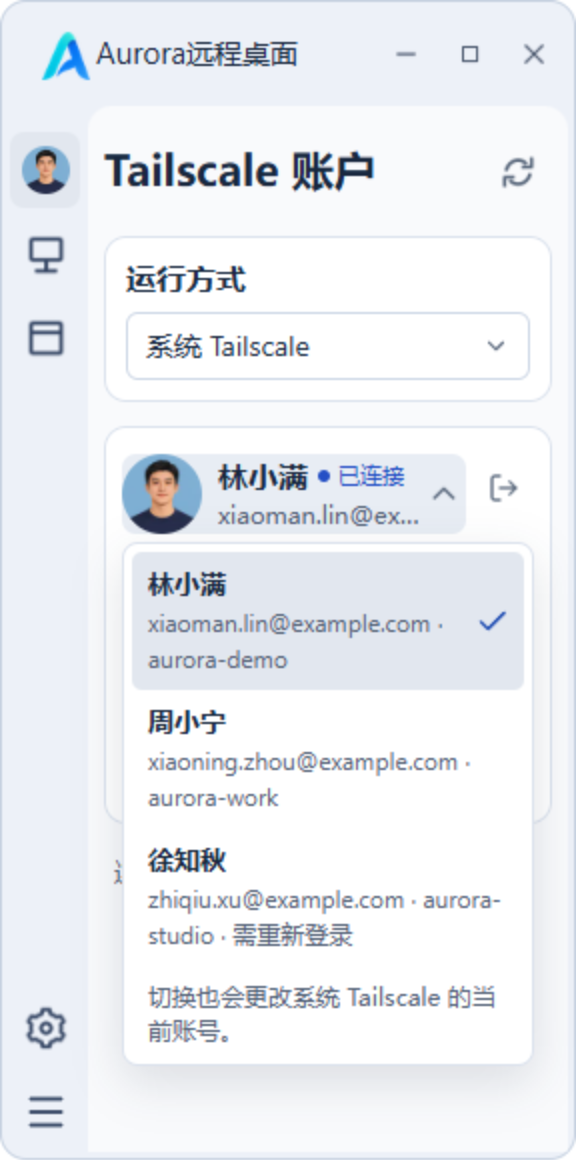 Aurora远程桌面
Tailscale 账户
运行方式
系统 Tailscale
林小满 • 已连接
xiaoman.lin@ex...
林小满
xiaoman.lin@example.com ·
aurora-demo
周小宁
xiaoning.zhou@example.com ·
aurora-work
徐知秋
zhiqiu.xu@example.com · aurora-
studio · 需重新登录
切换也会更改系统 Tailscale 的当
前账号。